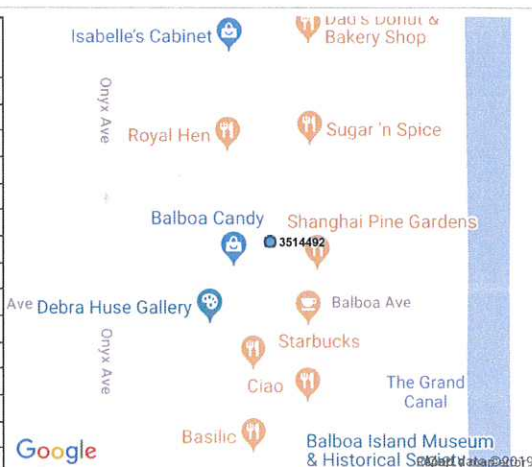 Dad's Donut &
Bakery Shop
Isabelle's Cabinet
Onyx Ave
Royal Hen
Sugar 'n Spice
Balboa Candy
Shanghai Pine Gardens
3514492
Ave
Debra Huse Gallery
Balboa Ave
Onyx Ave
Starbucks
Ciao
The Grand
Canal
Basilic
Google
Balboa Island Museum
& Historical Society
©2019